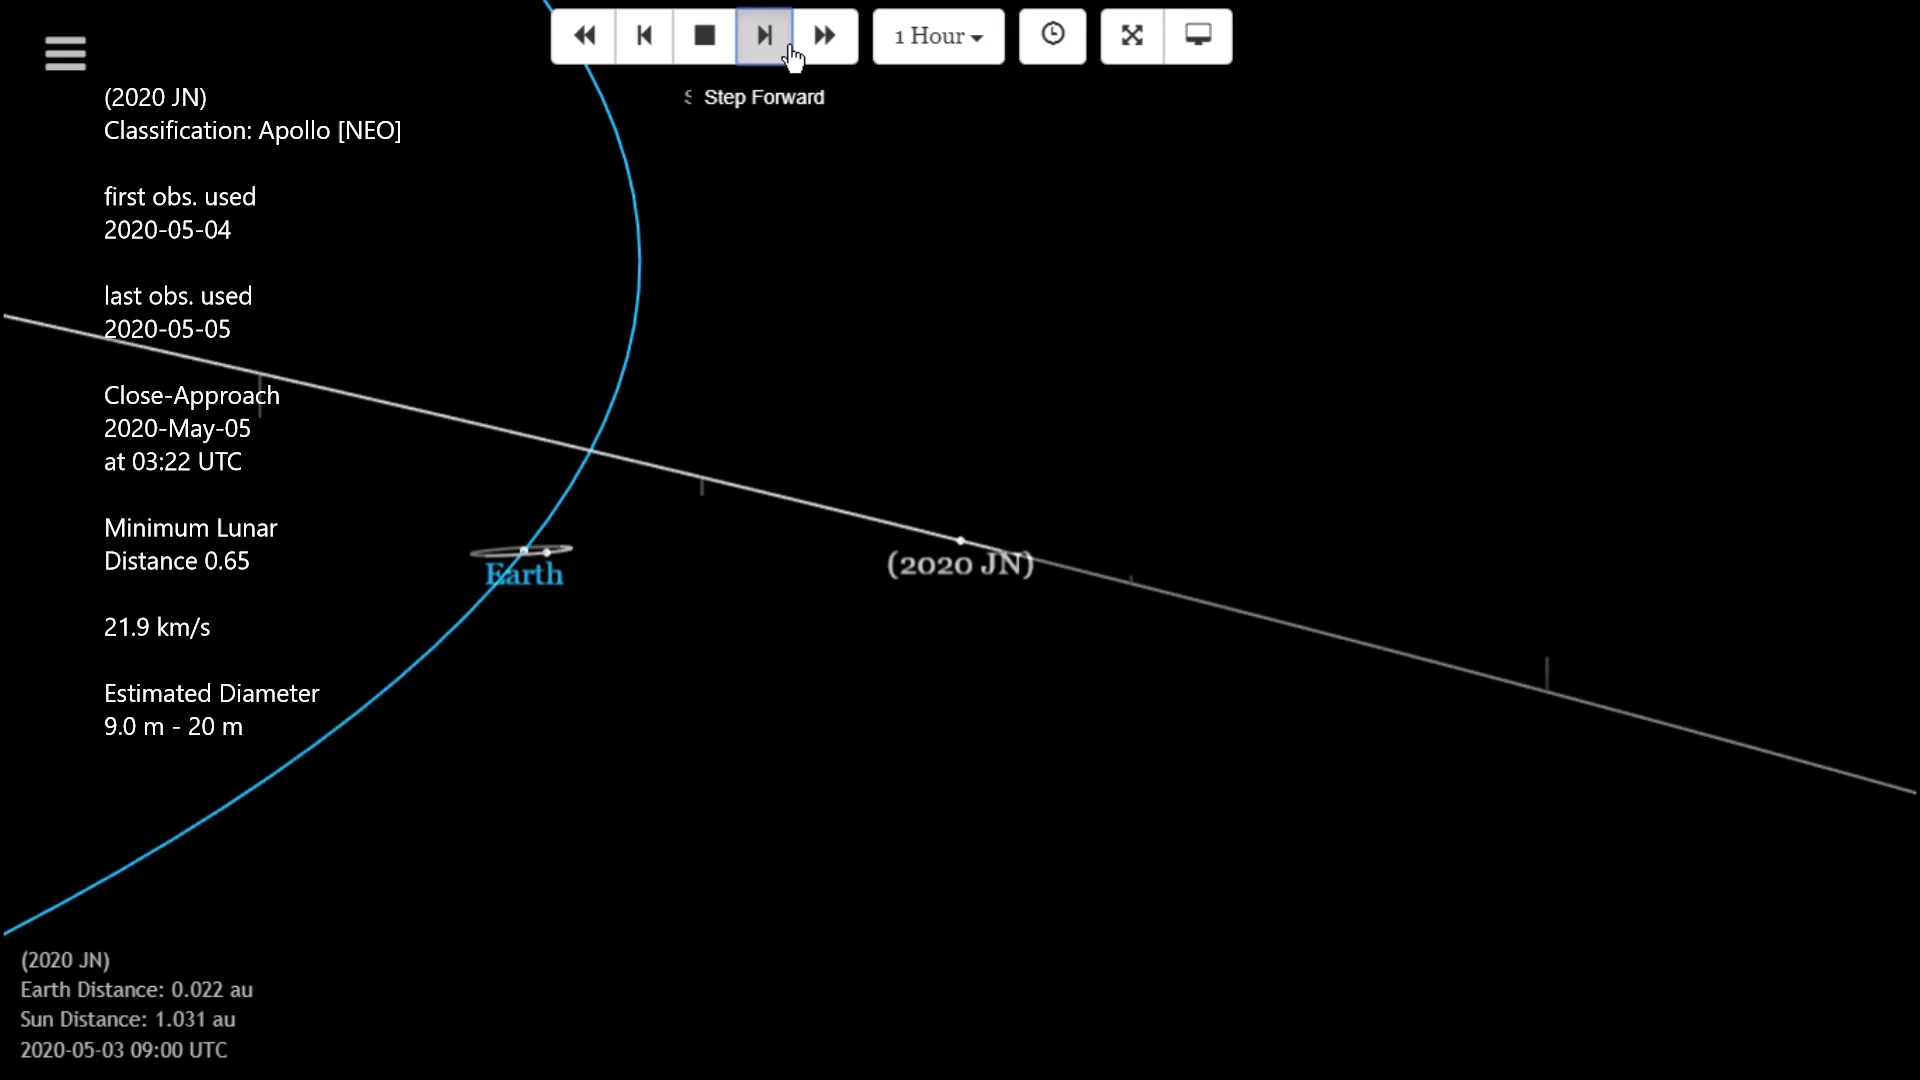 1 Hour
Step Forward
(2020 JN)
Classification: Apollo [NEO]
first obs. used
2020-05-04
last obs. used
2020-05-05
Close-Approach
2020-May-05
at 03:22 UTC
Minimum Lunar
Distance 0.65
21.9 km/s
Estimated Diameter
9.0 m - 20 m
Earth
(2020 JN)
(2020 JN)
Earth Distance: 0.022 au
Sun Distance: 1.031 au
2020-05-03 09:00 UTC